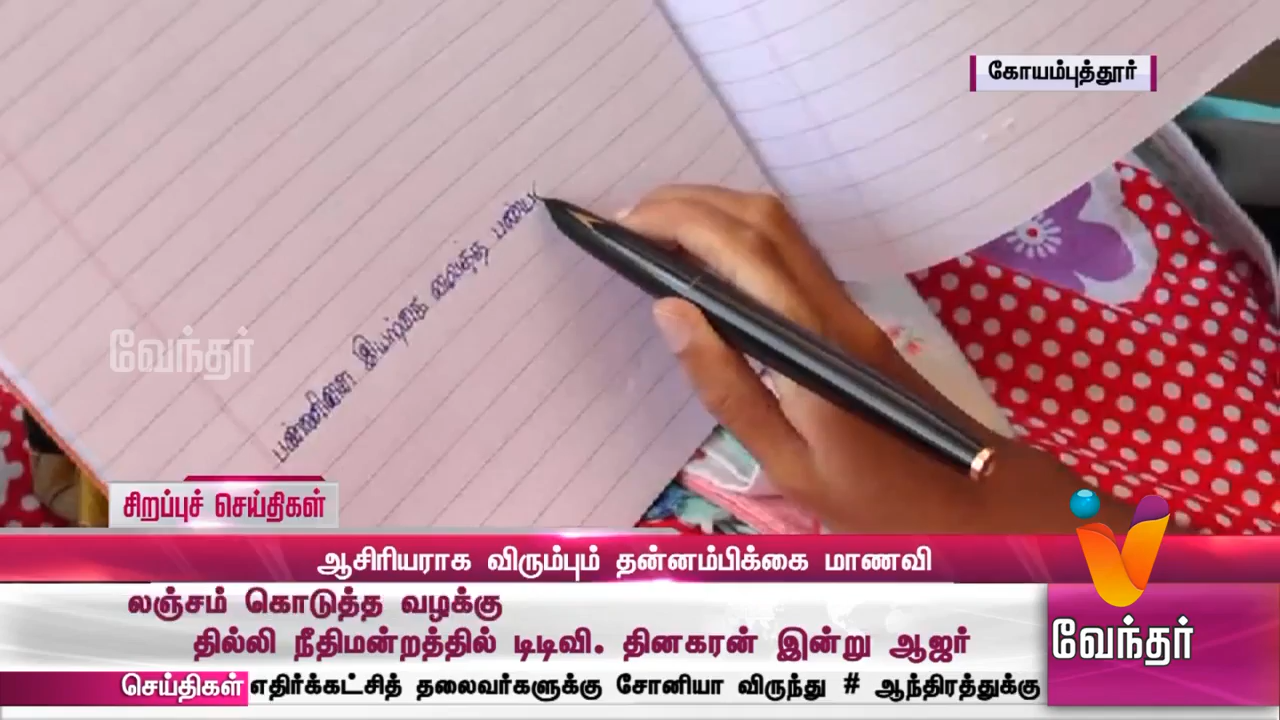 கோயம்புத்தூர்
இயற்கை வைத்த
வேந்தர்
சிறப்புச் செய்திகள்
ஆசிரியராக விரும்பும் தன்னம்பிக்கை மாணவி
லஞ்சம் கொடுத்த வழக்கு
தில்லி நீதிமன்றத்தில் டிடிவி. தினகரன் இன்று ஆஜர்
வேந்தர்
செய்திகள் எதிர்க்கட்சித் தலைவர்களுக்கு சோனியா விருந்து # ஆந்திரத்துக்கு